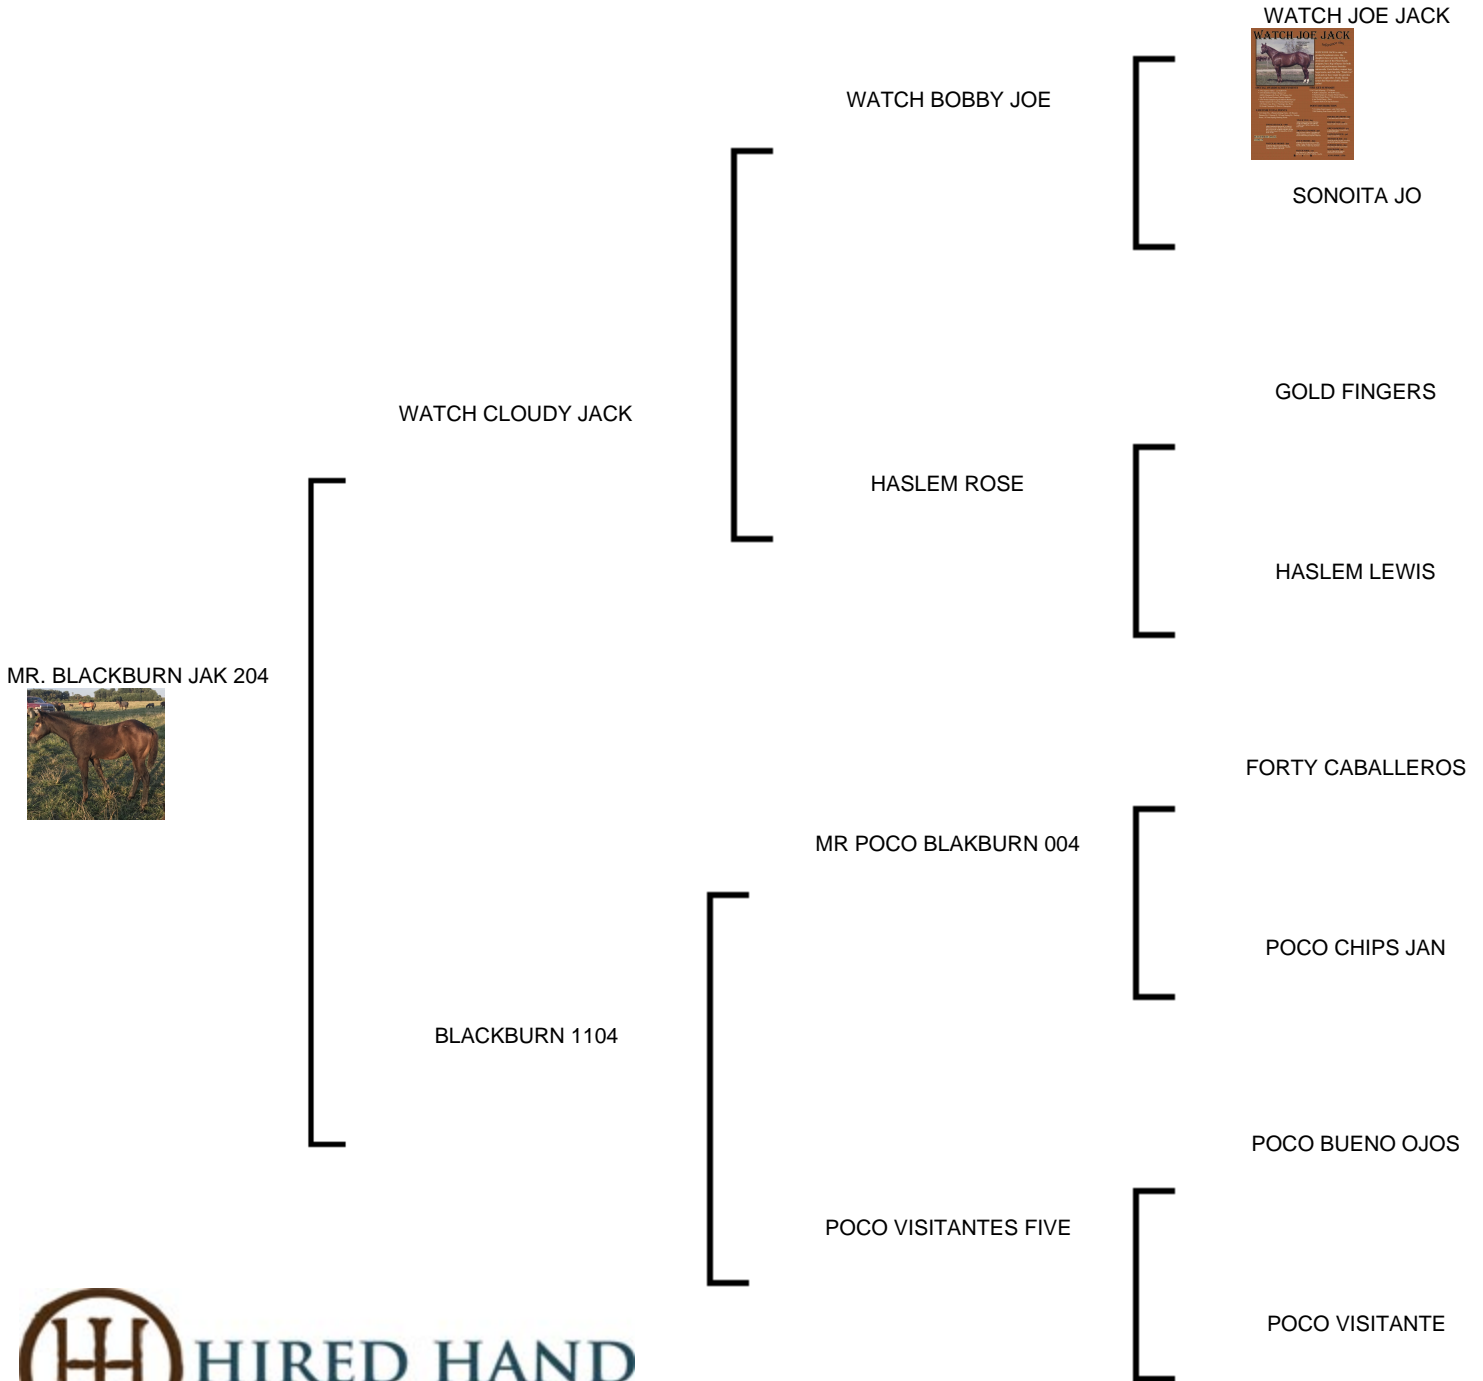 WATCH JOE JACK
WATCH JOE JACK
WATCH BOBBY JOE
SONOITA JO
GOLD FINGERS
WATCH CLOUDY JACK
HASLEM ROSE
HASLEM LEWIS
MR. BLACKBURN JAK 204
FORTY CABALLEROS
MR POCO BLAKBURN 004
POCO CHIPS JAN
BLACKBURN 1104
POCO BUENO OJOS
POCO VISITANTES FIVE
POCO VISITANTE
HIRED HAND